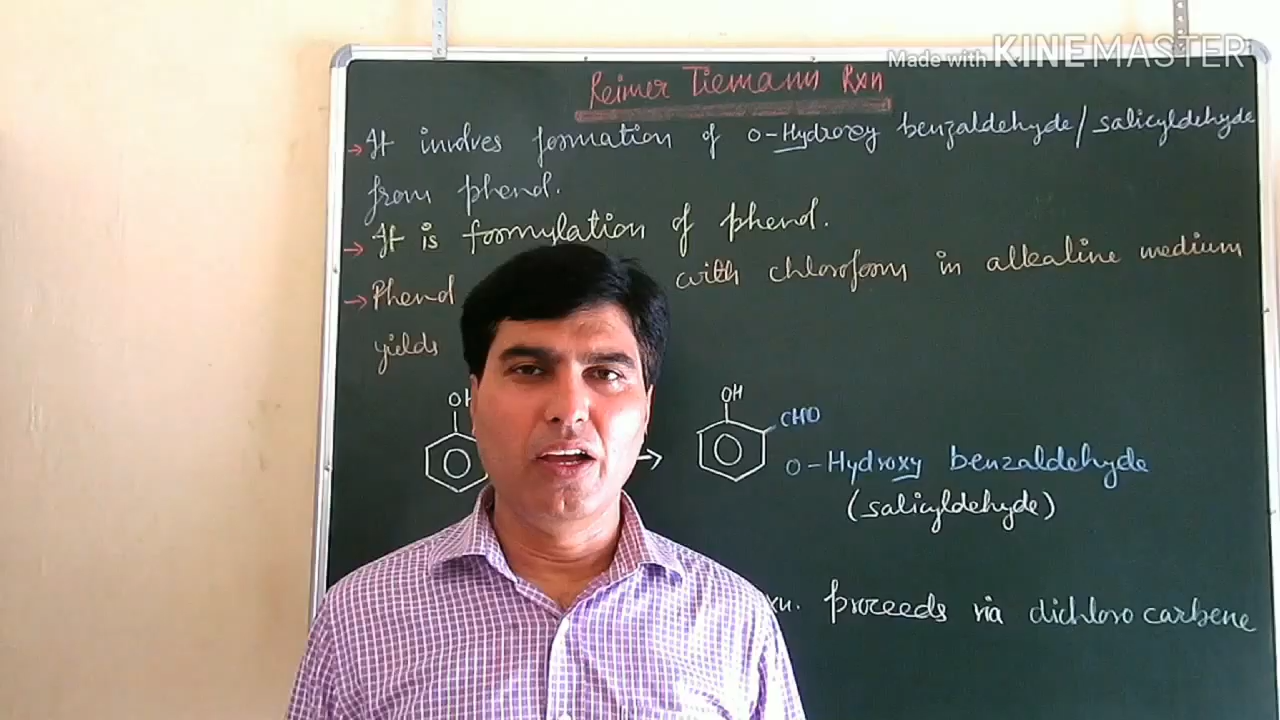 Made with KINEMASTER
Reimer Tiemann Rxn
→ It involves formation of o-Hydroxy benzaldehyde/salicyldehyde
from phenol.
→ It is formylation of phenol.
→ Phenol with chloroform in alkaline medium
yields
OH OH
CHO
o-Hydroxy benzaldehyde
(salicyldehyde)
xn. proceeds via dichloro carbene